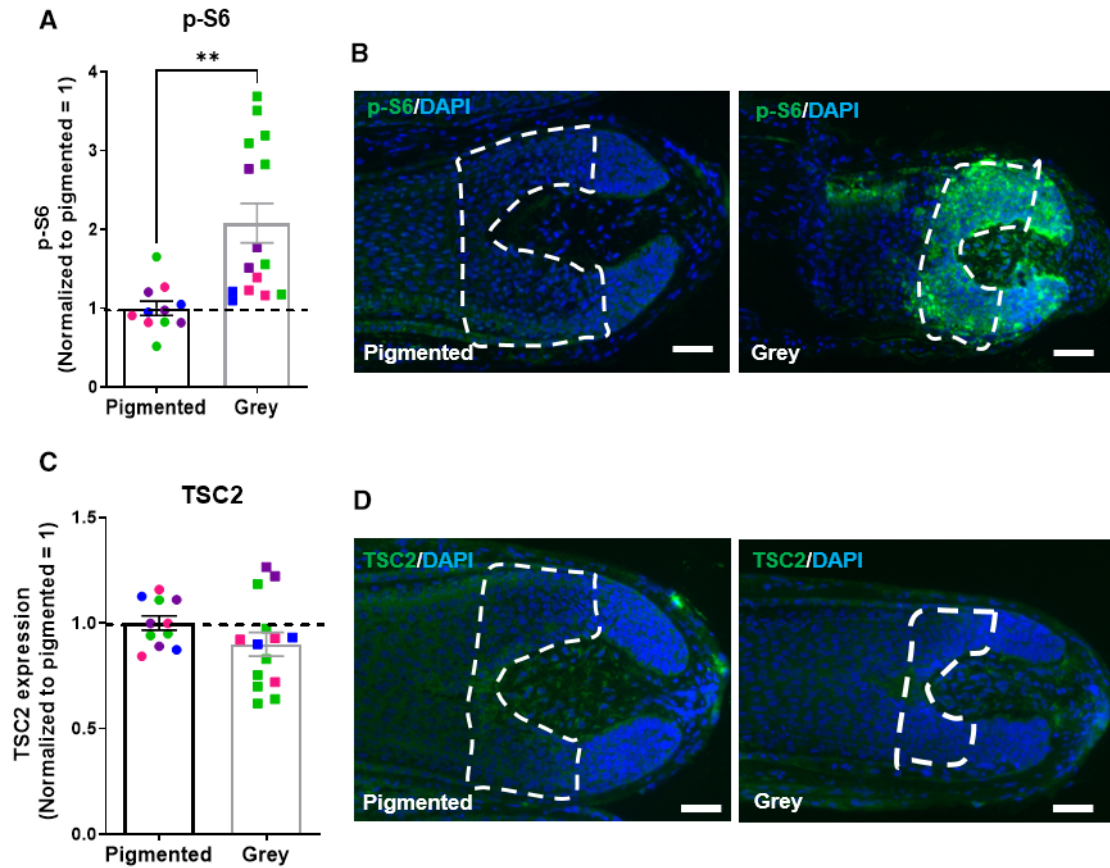 A
p-S6
**
p-S6
(Normalized to pigmented = 1)
4
3
2
1
0
Pigmented
Grey
B
p-S6/DAPI
Pigmented
p-S6/DAPI
Grey
C
TSC2
TSC2 expression
(Normalized to pigmented = 1)
1.5
1.0
0.5
0.0
Pigmented
Grey
D
TSC2/DAPI
Pigmented
TSC2/DAPI
Grey